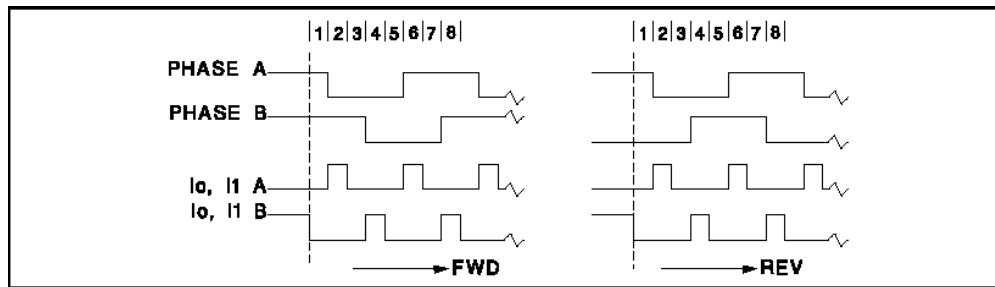 |1|2|3|4|5|6|7|8| |1|2|3|4|5|6|7|8|
PHASE A
PHASE B
Io, I1 A
Io, I1 B
FWD REV